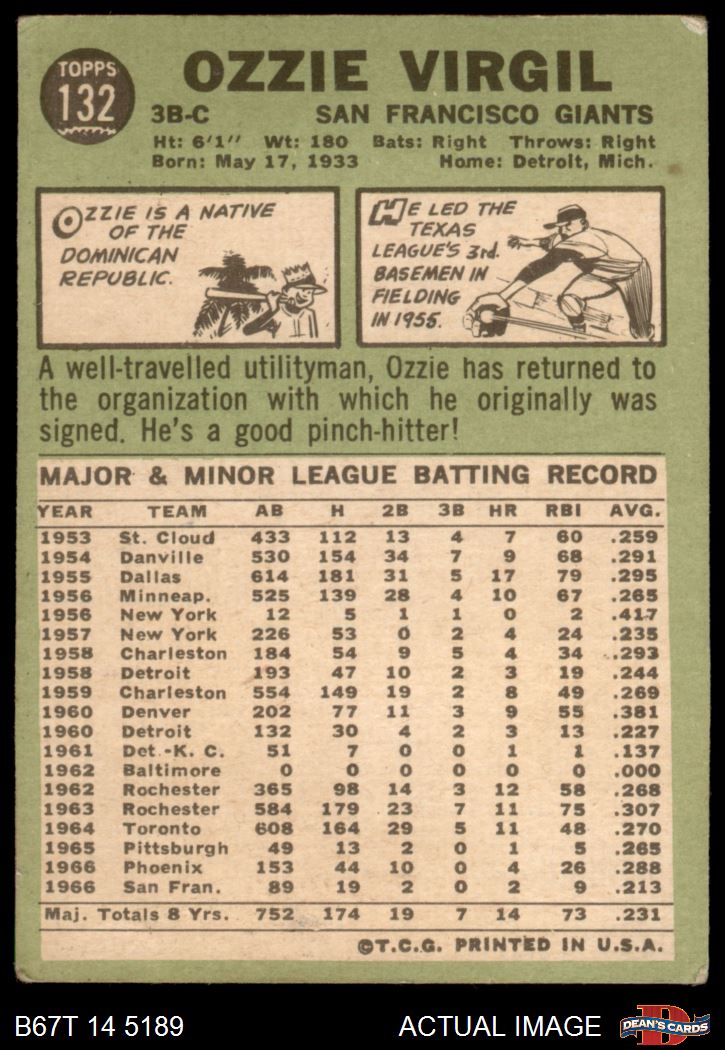 TOPPS
132
OZZIE VIRGIL
3B-C SAN FRANCISCO GIANTS
Ht: 6'1" Wt: 180 Bats: Right Throws: Right
Born: May 17, 1933 Home: Detroit, Mich.
OZZIE IS A NATIVE
OF THE
DOMINICAN
REPUBLIC.
HE LED THE
TEXAS
LEAGUE'S 3rd.
BASEMEN IN
FIELDING
IN 1955.
A well-travelled utilityman, Ozzie has returned to
the organization with which he originally was
signed. He's a good pinch-hitter!
MAJOR & MINOR LEAGUE BATTING RECORD
YEAR TEAM AB H 2B 3B HR RBI AVG.
1953 St. Cloud 433 112 13 4 7 60 .259
1954 Danville 530 154 34 7 9 68 .291
1955 Dallas 614 181 31 5 17 79 .295
1956 Minneap. 525 139 28 4 10 67 .265
1956 New York 12 5 1 1 0 2 .417
1957 New York 226 53 0 2 4 24 .235
1958 Charleston 184 54 9 5 4 34 .293
1958 Detroit 193 47 10 2 3 19 .244
1959 Charleston 554 149 19 2 8 49 .269
1960 Denver 202 77 11 3 9 55 .381
1960 Detroit 132 30 4 2 3 13 .227
1961 Det.-K. C. 51 7 0 0 1 1 .137
1962 Baltimore 0 0 0 0 0 0 .000
1962 Rochester 365 98 14 3 12 58 .268
1963 Rochester 584 179 23 7 11 75 .307
1964 Toronto 608 164 29 5 11 48 .270
1965 Pittsburgh 49 13 2 0 1 5 .265
1966 Phoenix 153 44 10 0 4 26 .288
1966 San Fran. 89 19 2 0 2 9 .213
Maj. Totals 8 Yrs. 752 174 19 7 14 73 .231
©T.C.G. PRINTED IN U.S.A.
B67T 14 5189 ACTUAL IMAGE DEAN'S CARDS